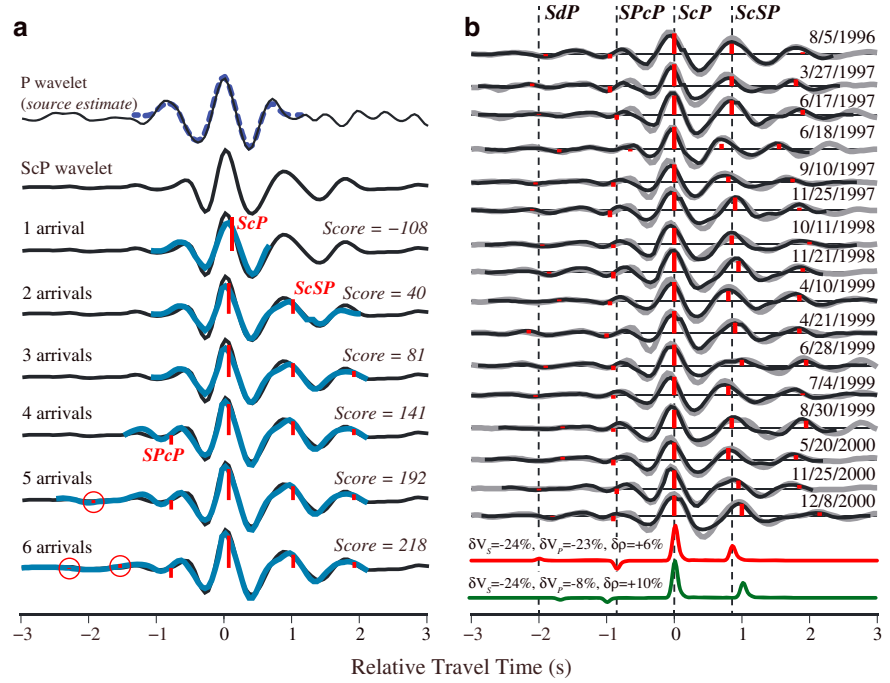 a
P wavelet
(source estimate)
ScP wavelet
1 arrival
ScP
Score = −108
2 arrivals
ScSP
Score = 40
3 arrivals
Score = 81
4 arrivals
SPcP
Score = 141
5 arrivals
Score = 192
6 arrivals
Score = 218
−3 −2 −1 0 1 2 3
b
SdP SPcP ScP ScSP
8/5/1996
3/27/1997
6/17/1997
6/18/1997
9/10/1997
11/25/1997
10/11/1998
11/21/1998
4/10/1999
4/21/1999
6/28/1999
7/4/1999
8/30/1999
5/20/2000
11/25/2000
12/8/2000
δVS=-24%, δVP=-23%, δρ=+6%
δVS=-24%, δVP=-8%, δρ=+10%
−3 −2 −1 0 1 2 3
Relative Travel Time (s)